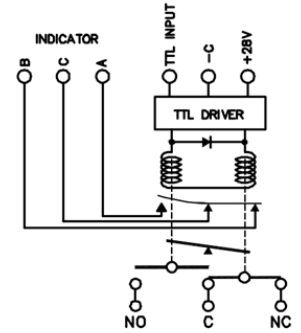 INDICATOR
B
C
A
TTL INPUT
-C
+28V
TTL DRIVER
NO
C
NC